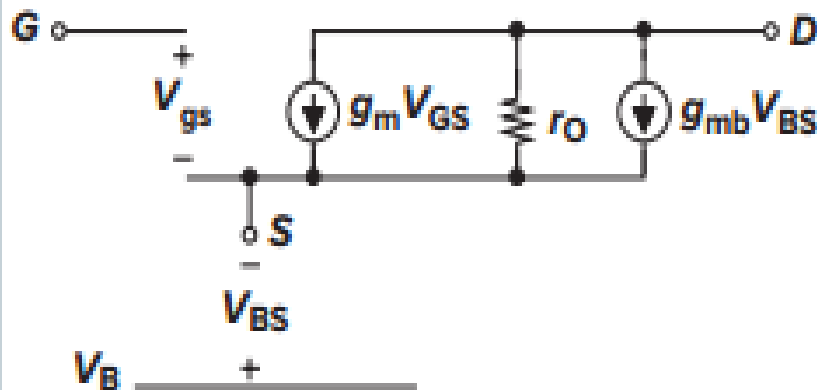 G D
+
Vgs gmVGS rO gmbVBS
−
S
−
VBS
VB +